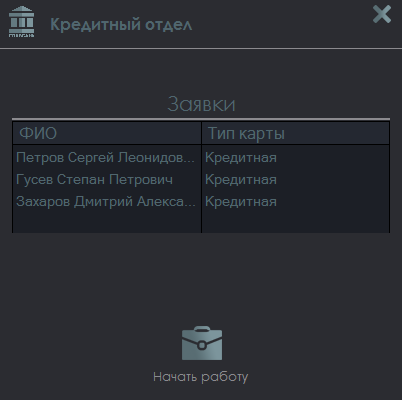 Кредитный отдел
Заявки
ФИО Тип карты
Петров Сергей Леонидов... Кредитная
Гусев Степан Петрович Кредитная
Захаров Дмитрий Алекса... Кредитная
Начать работу